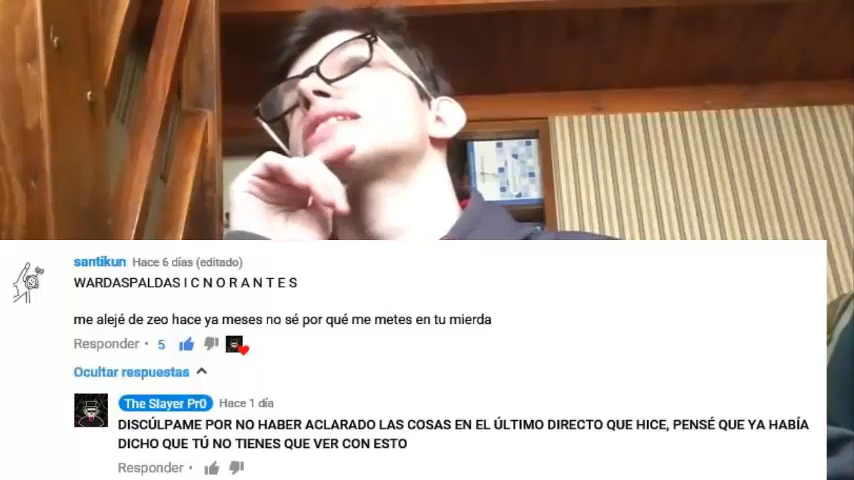 santikun Hace 6 días (editado)
WARDASPALDAS I C N O R A N T E S
me alejé de zeo hace ya meses no sé por qué me metes en tu mierda
Responder · 5
Ocultar respuestas
The Slayer Pr0 Hace 1 día
DISCÚLPAME POR NO HABER ACLARADO LAS COSAS EN EL ÚLTIMO DIRECTO QUE HICE, PENSÉ QUE YA HABÍA
DICHO QUE TÚ NO TIENES QUE VER CON ESTO
Responder ·